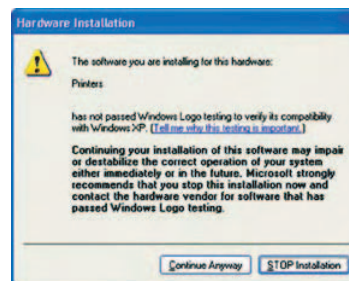 Hardware Installation
The software you are installing for this hardware:
Printers
has not passed Windows Logo testing to verify its compatibility
with Windows XP. (Tell me why this testing is important.)
Continuing your installation of this software may impair
or destabilize the correct operation of your system
either immediately or in the future. Microsoft strongly
recommends that you stop this installation now and
contact the hardware vendor for software that has
passed Windows Logo testing.
Continue Anyway
STOP Installation